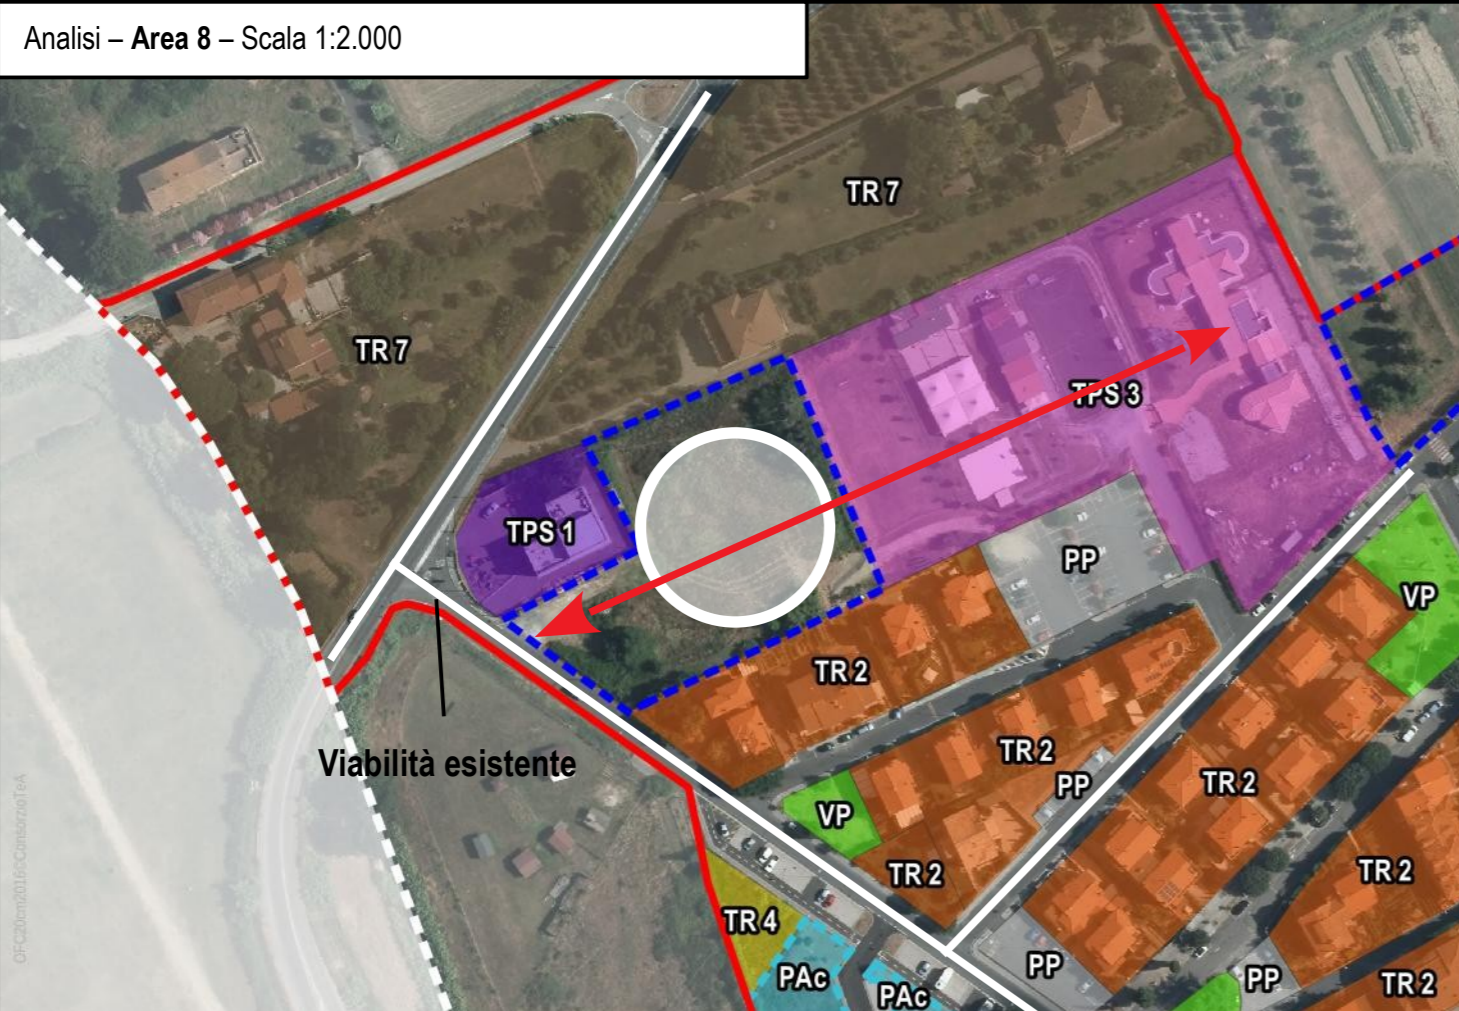 Analisi – Area 8 – Scala 1:2.000
TR 7
TR 7
TPS 3
TPS 1
PP
VP
TR 2
TR 2
Viabilità esistente
PP
TR 2
VP
TR 2
TR 2
TR 4
PP
PAc
PP
TR 2
PAc
OFC20cm2016CConsorzioTeA